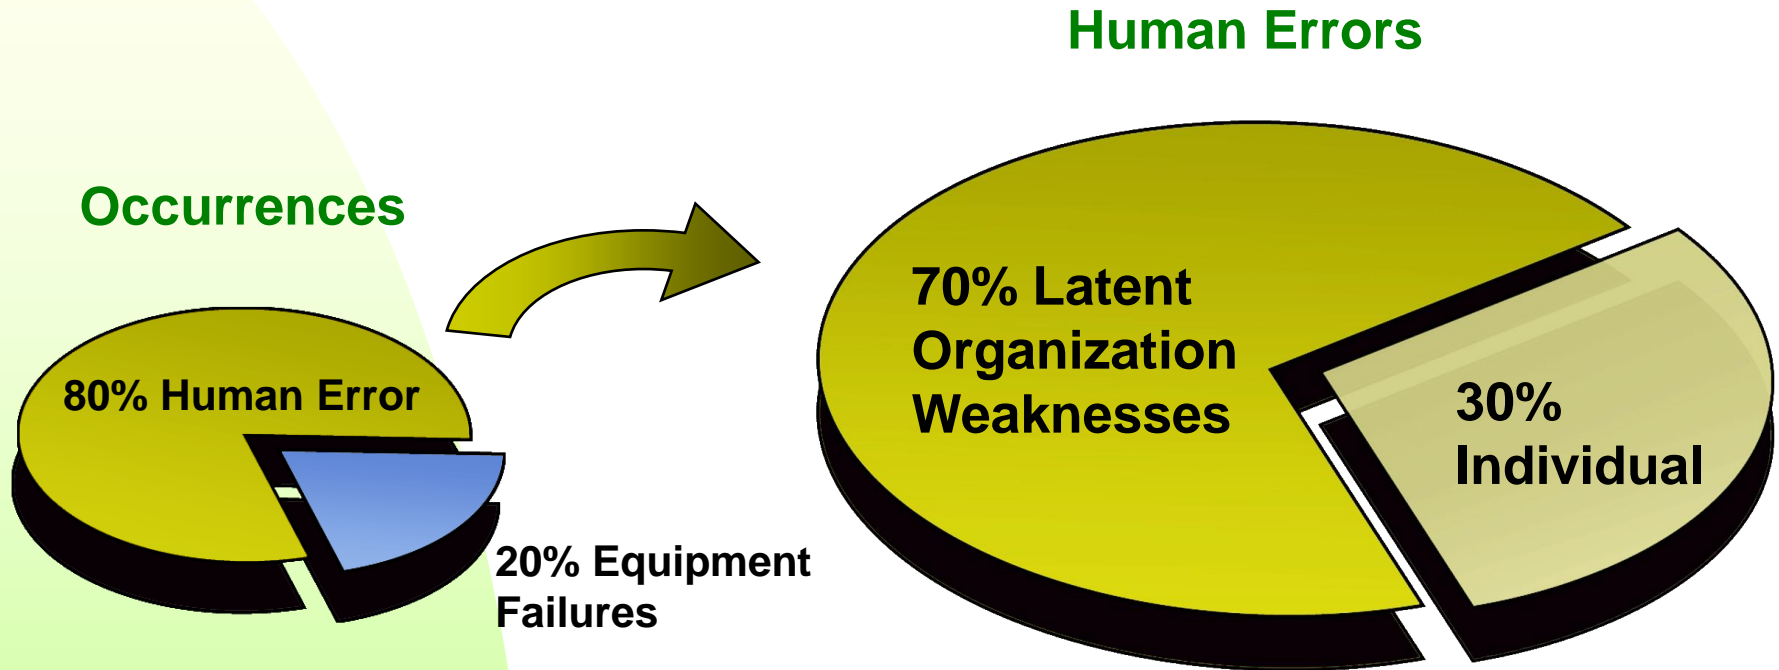 Occurrences
80% Human Error
20% Equipment
Failures
Human Errors
70% Latent
Organization
Weaknesses
30%
Individual